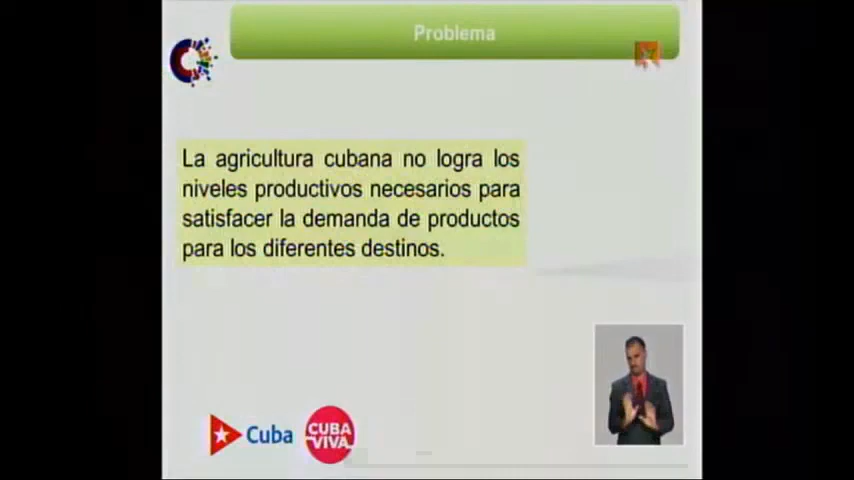 Problema
La agricultura cubana no logra los
niveles productivos necesarios para
satisfacer la demanda de productos
para los diferentes destinos.
Cuba
CUBA
VIVA